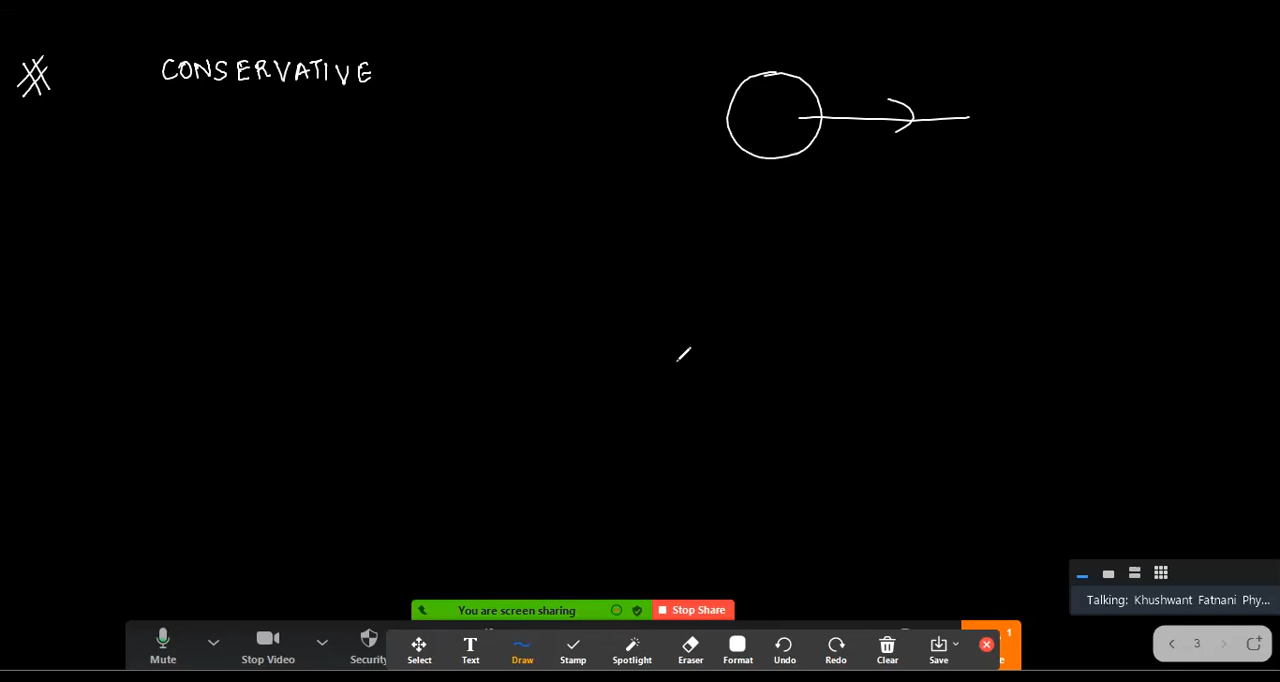 CONSERVATIVE
You are screen sharing
Stop Share
Talking: Khushwant Fatnani Phy...
1
Mute
Stop Video
Security
Select
Text
Draw
Stamp
Spotlight
Eraser
Format
Undo
Redo
Clear
Save
3